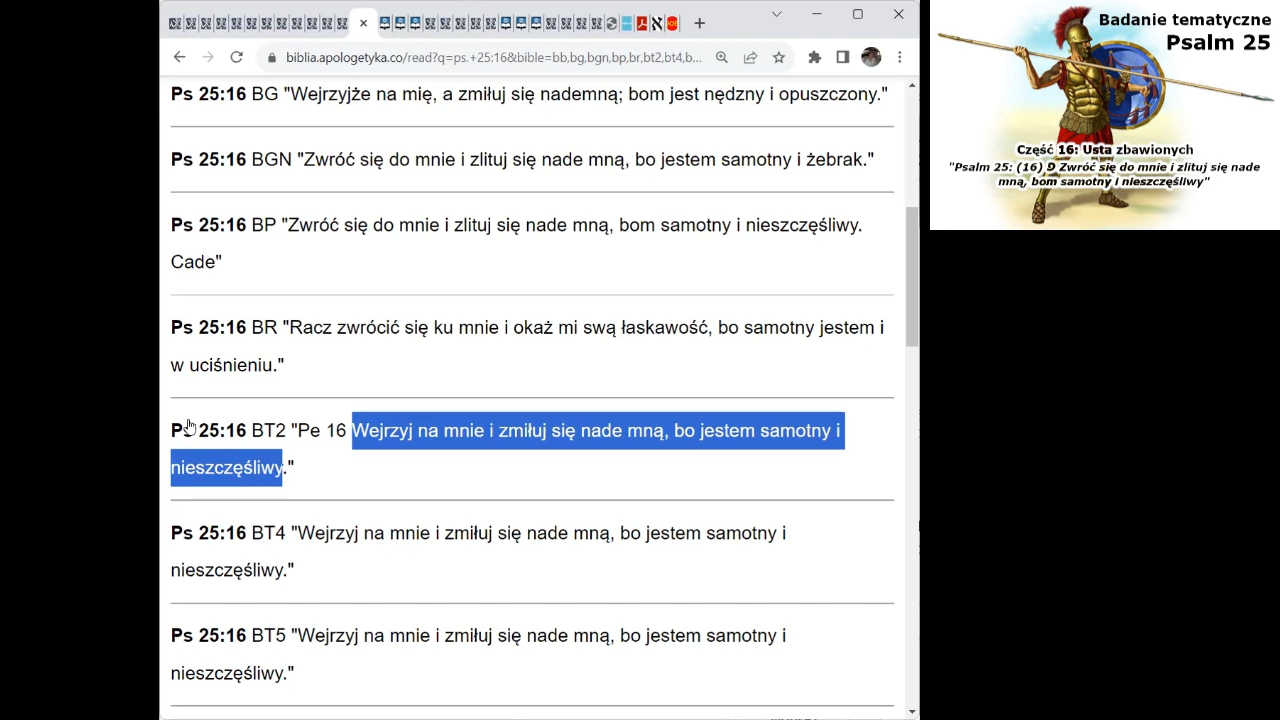 biblia.apologetyka.co/read?q=ps.+25:16&bible=bb,bg,bgn,bp,br,bt2,bt4,b...
Ps 25:16 BG "Wejrzyjże na mię, a zmiłuj się nademną; bom jest nędzny i opuszczony."
Ps 25:16 BGN "Zwróć się do mnie i zlituj się nade mną, bo jestem samotny i żebrak."
Ps 25:16 BP "Zwróć się do mnie i zlituj się nade mną, bom samotny i nieszczęśliwy.
Cade"
Ps 25:16 BR "Racz zwrócić się ku mnie i okaż mi swą łaskawość, bo samotny jestem i
w uciśnieniu."
Ps 25:16 BT2 "Pe 16 Wejrzyj na mnie i zmiłuj się nade mną, bo jestem samotny i
nieszczęśliwy."
Ps 25:16 BT4 "Wejrzyj na mnie i zmiłuj się nade mną, bo jestem samotny i
nieszczęśliwy."
Ps 25:16 BT5 "Wejrzyj na mnie i zmiłuj się nade mną, bo jestem samotny i
nieszczęśliwy."
Badanie tematyczne
Psalm 25
Część 16: Usta zbawionych
"Psalm 25: (16) פ Zwróć się do mnie i zlituj się nade
mną, bom samotny i nieszczęśliwy"